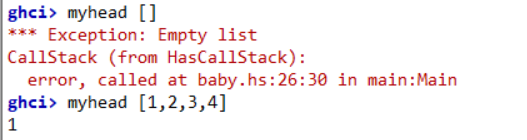 ghci> myhead []
*** Exception: Empty list
CallStack (from HasCallStack):
  error, called at baby.hs:26:30 in main:Main
ghci> myhead [1,2,3,4]
1